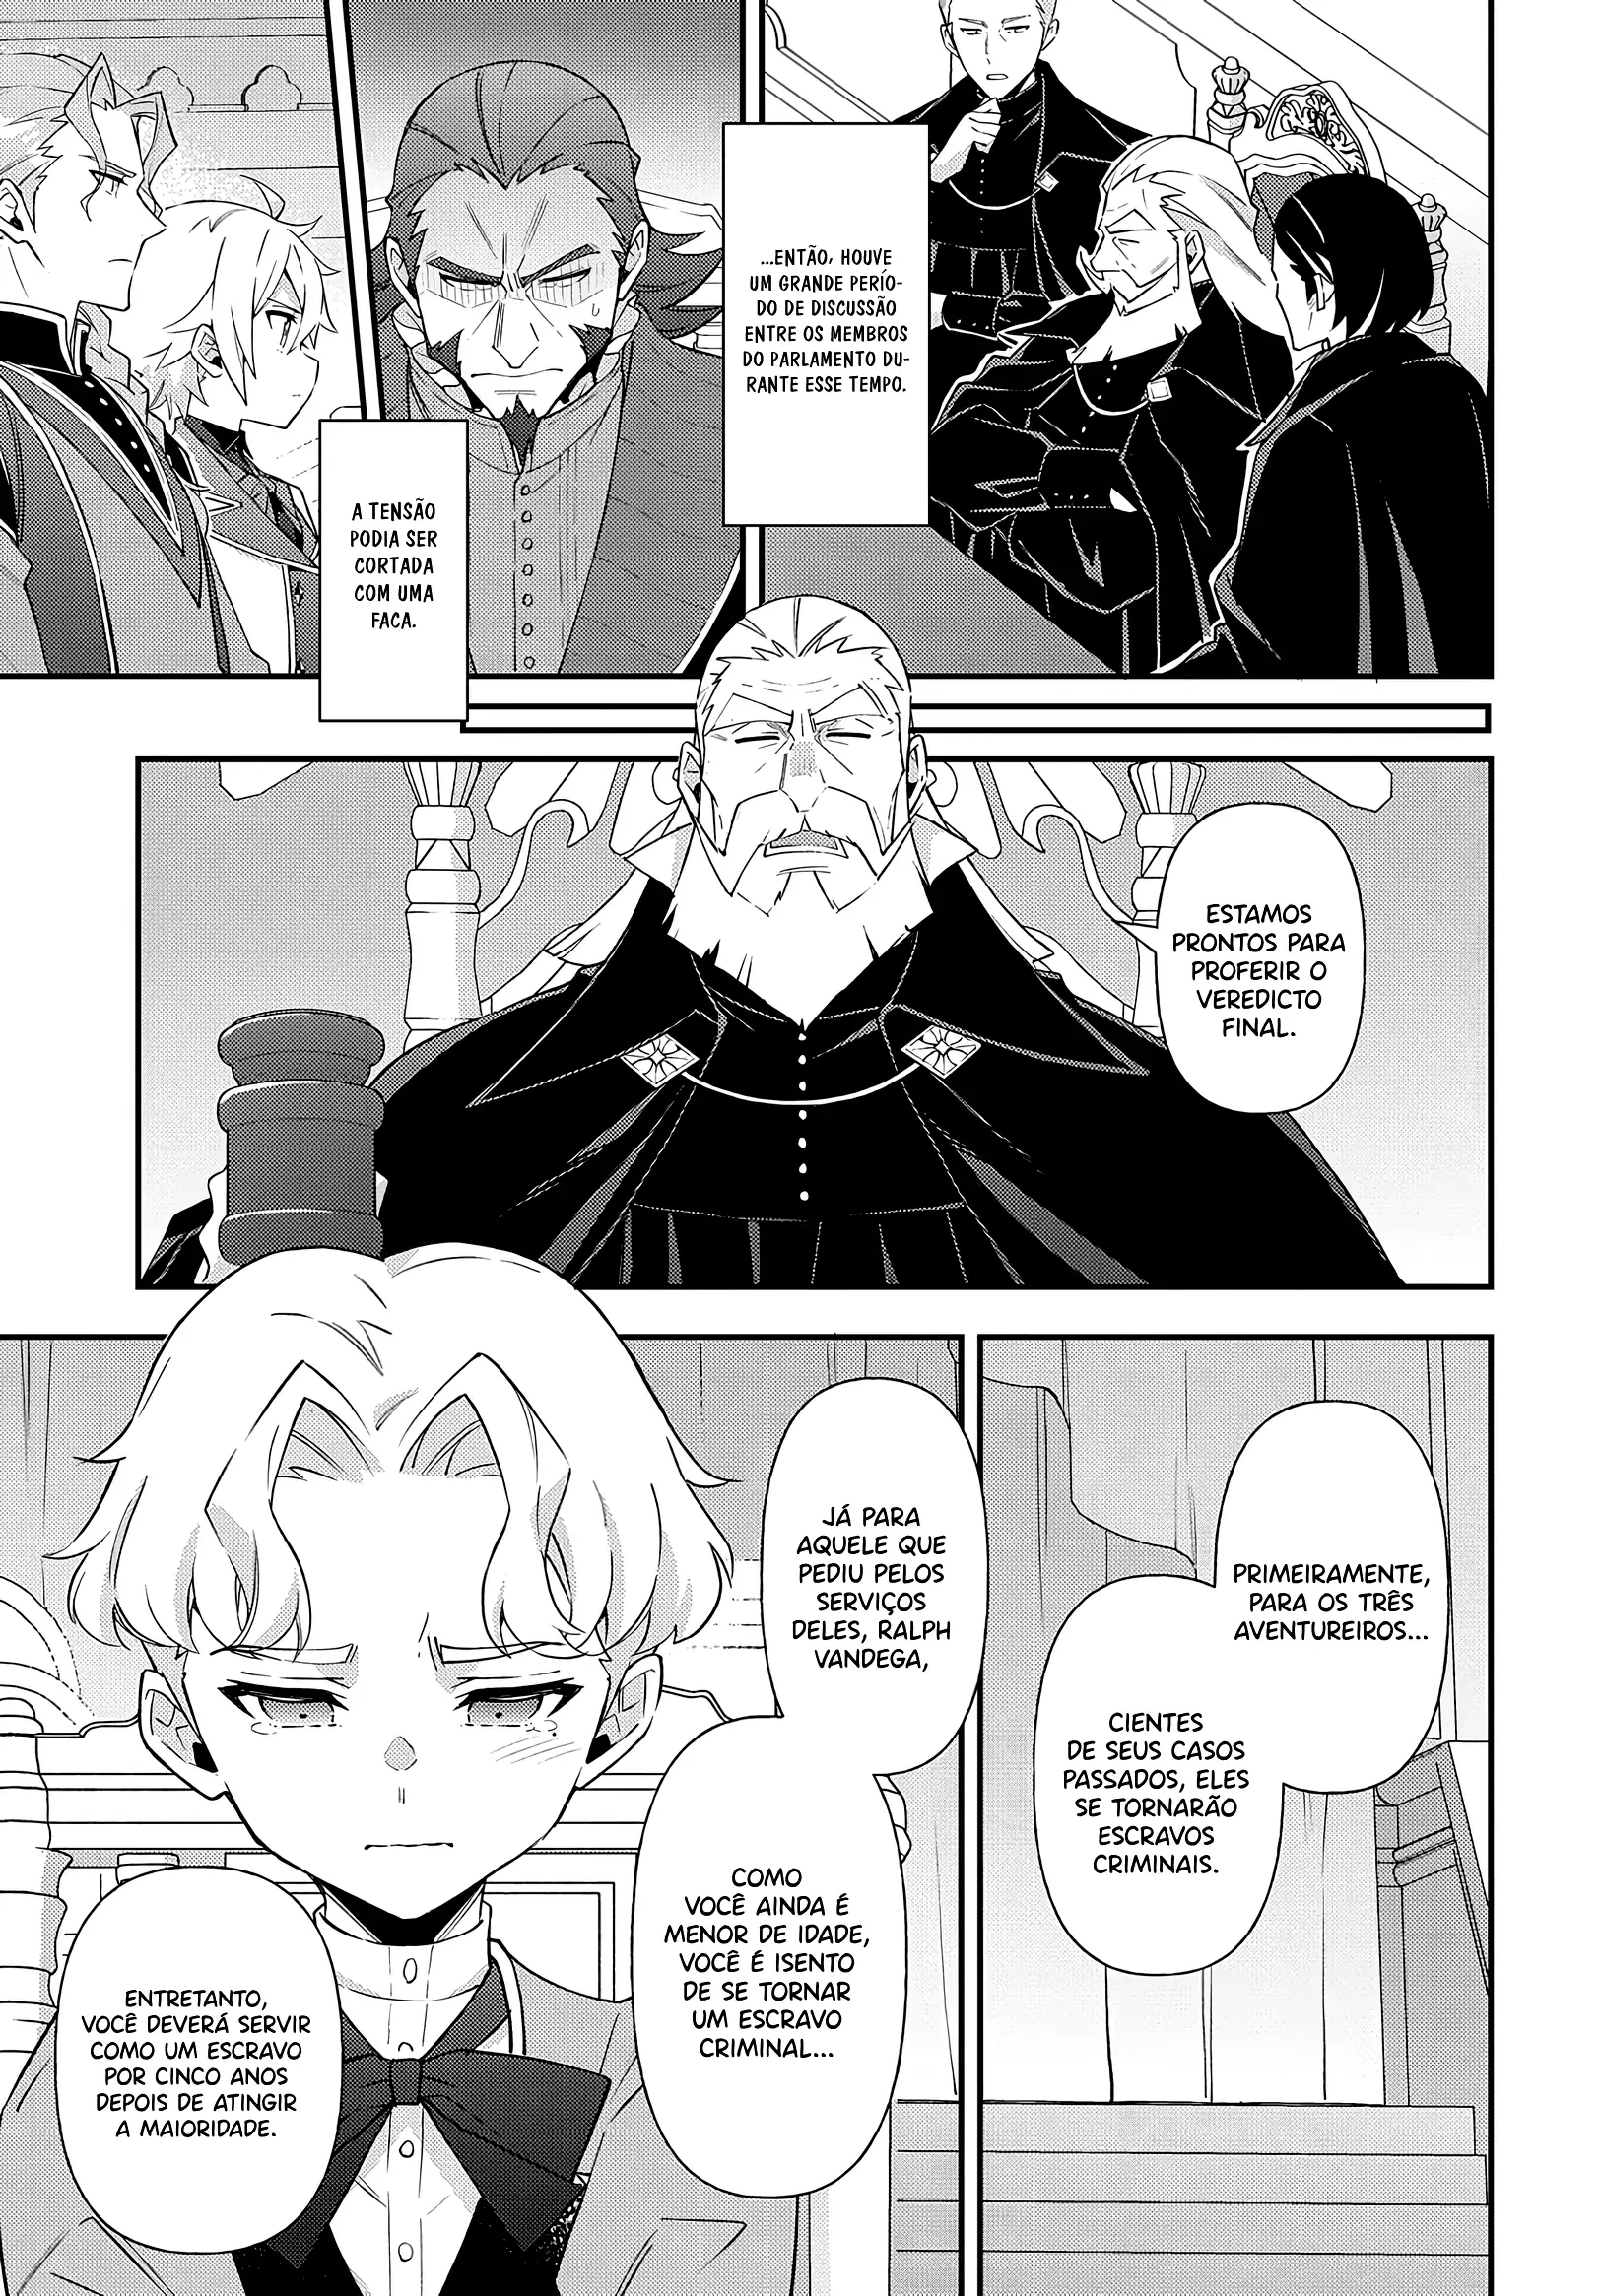 ...ENTÃO, HOUVE
UM GRANDE PERÍO-
DO DE DISCUSSÃO
ENTRE OS MEMBROS
DO PARLAMENTO DU-
RANTE ESSE TEMPO.
A TENSÃO
PODIA SER
CORTADA
COM UMA
FACA.
ESTAMOS
PRONTOS PARA
PROFERIR O
VEREDICTO
FINAL.
PRIMEIRAMENTE,
PARA OS TRÊS
AVENTUREIROS...
CIENTES
DE SEUS CASOS
PASSADOS, ELES
SE TORNARÃO
ESCRAVOS
CRIMINAIS.
JÁ PARA
AQUELE QUE
PEDIU PELOS
SERVIÇOS
DELES, RALPH
VANDEGA,
COMO
VOCÊ AINDA É
MENOR DE IDADE,
VOCÊ É ISENTO
DE SE TORNAR
UM ESCRAVO
CRIMINAL...
ENTRETANTO,
VOCÊ DEVERÁ SERVIR
COMO UM ESCRAVO
POR CINCO ANOS
DEPOIS DE ATINGIR
A MAIORIDADE.